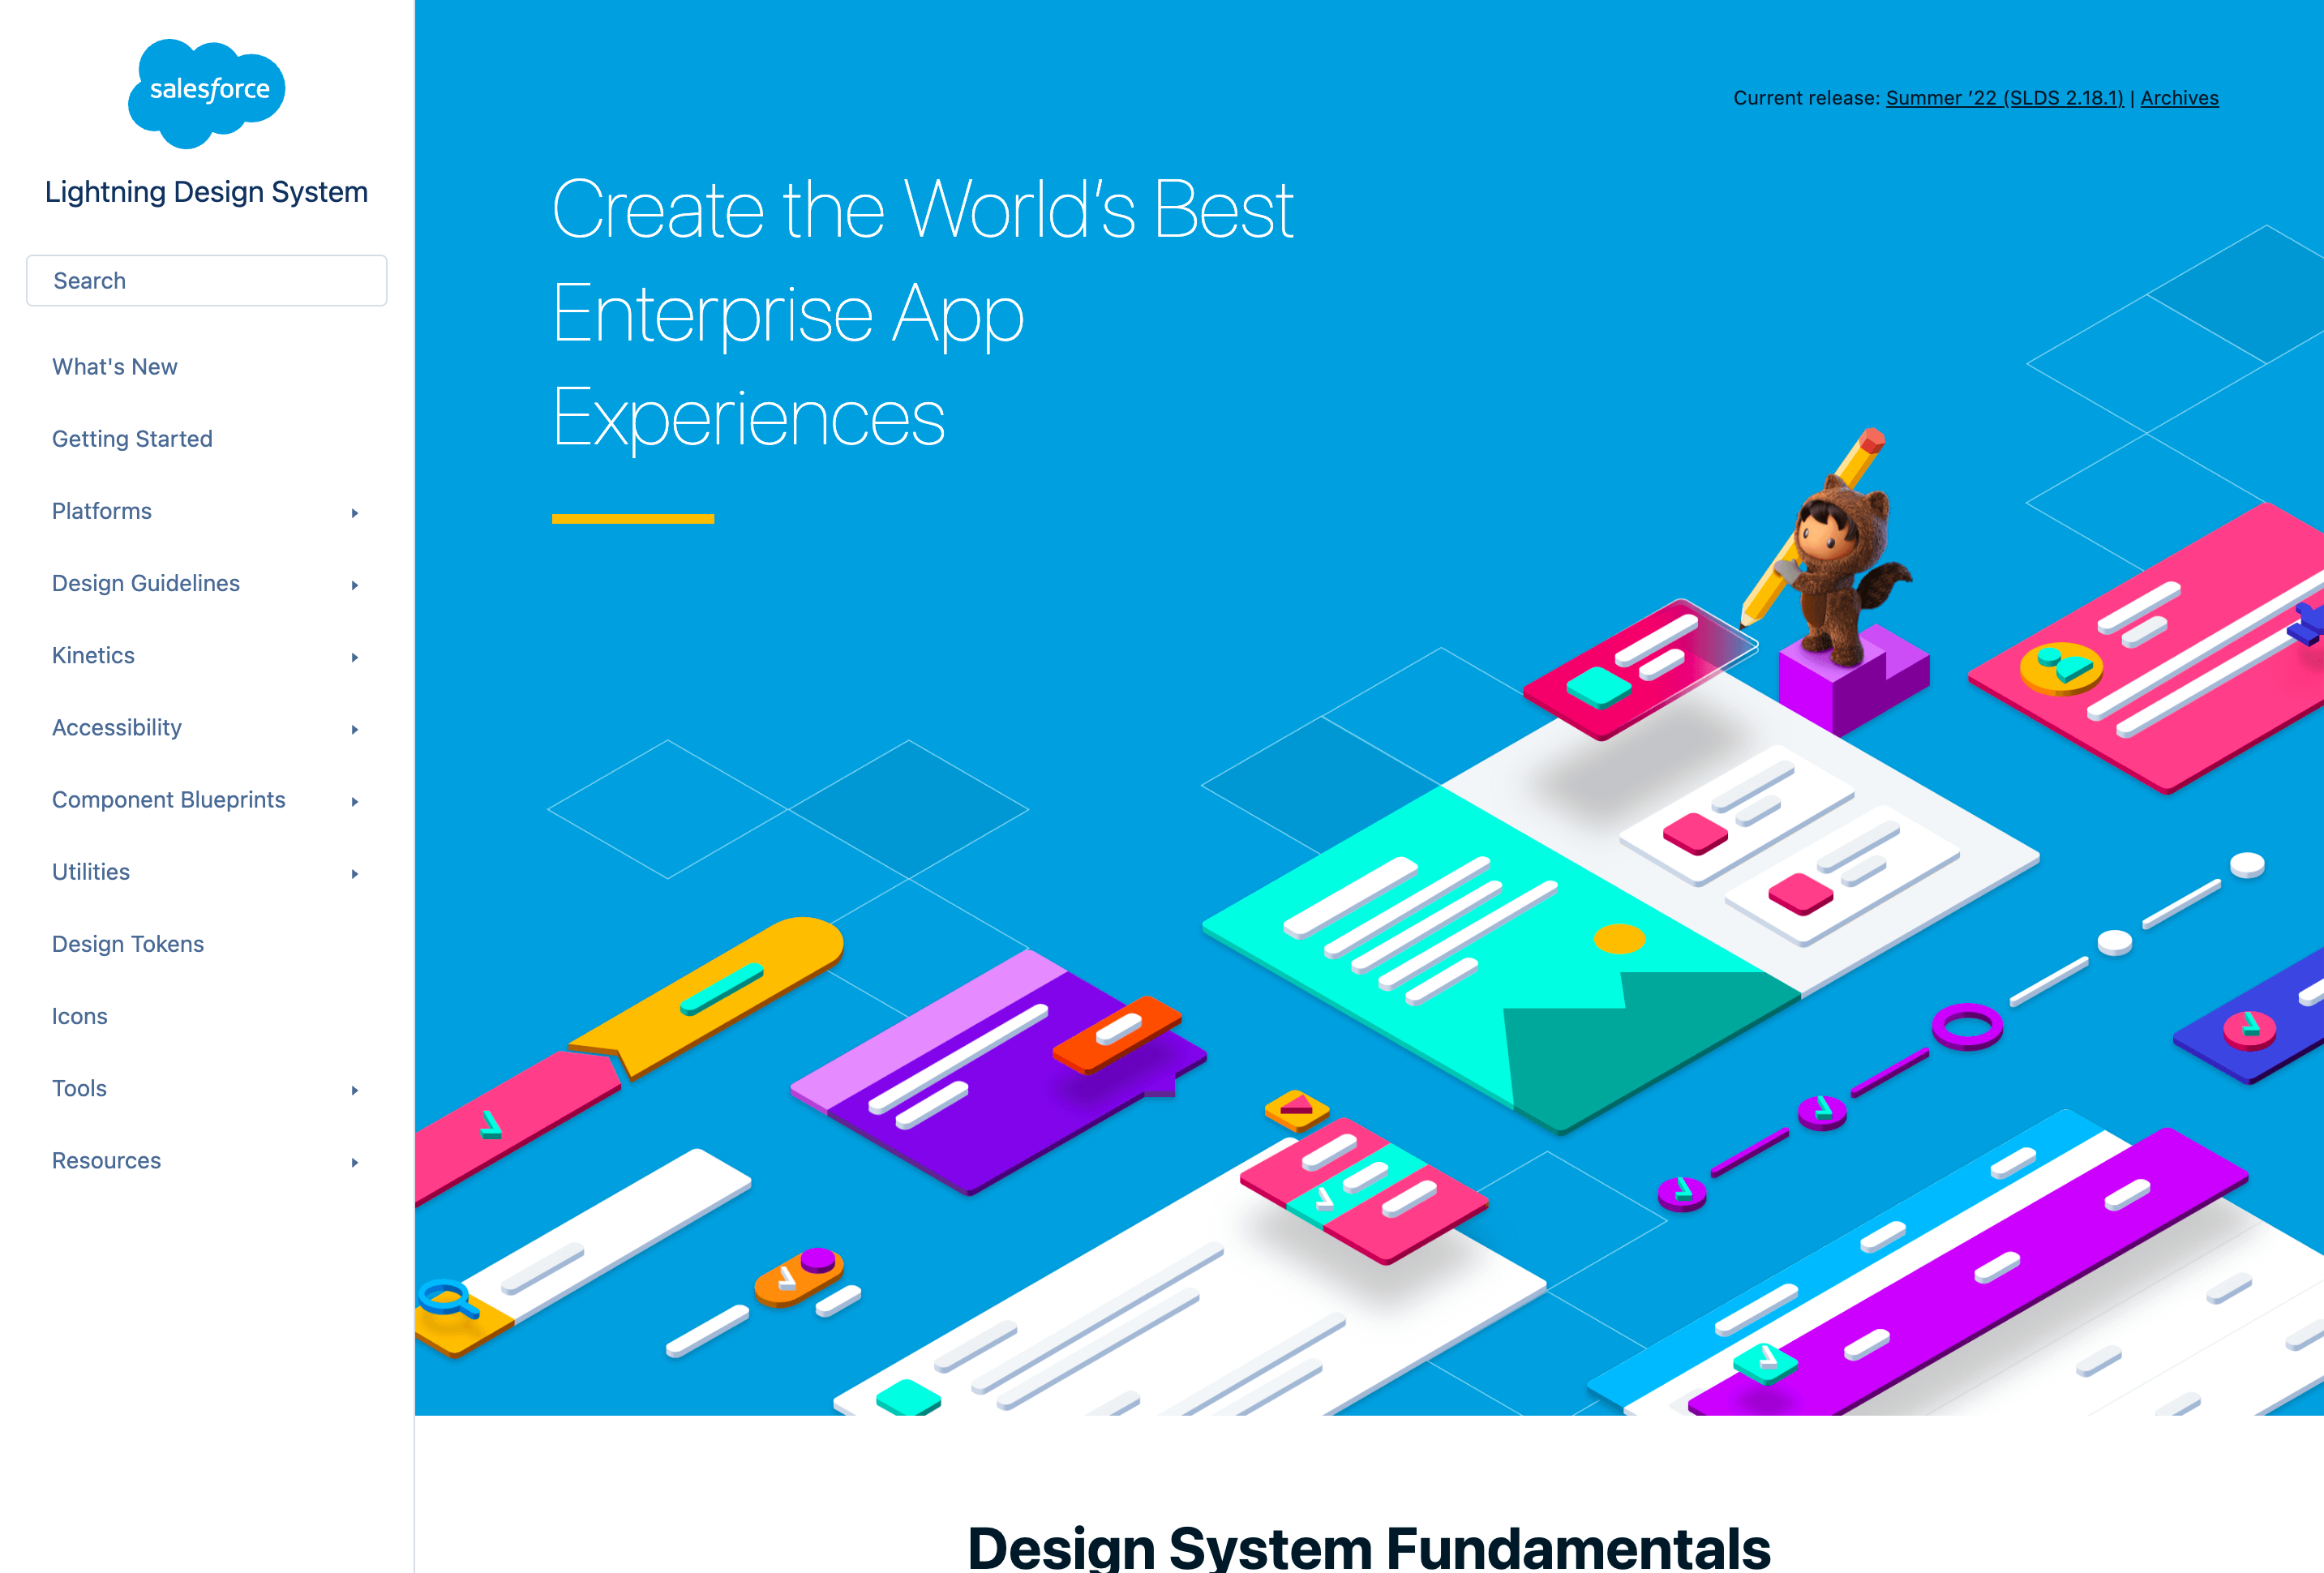 salesforce
Lightning Design System
Search
What's New
Getting Started
Platforms
Design Guidelines
Kinetics
Accessibility
Component Blueprints
Utilities
Design Tokens
Icons
Tools
Resources
Current release: Summer ’22 (SLDS 2.18.1) | Archives
Create the World’s Best
Enterprise App
Experiences
Design System Fundamentals